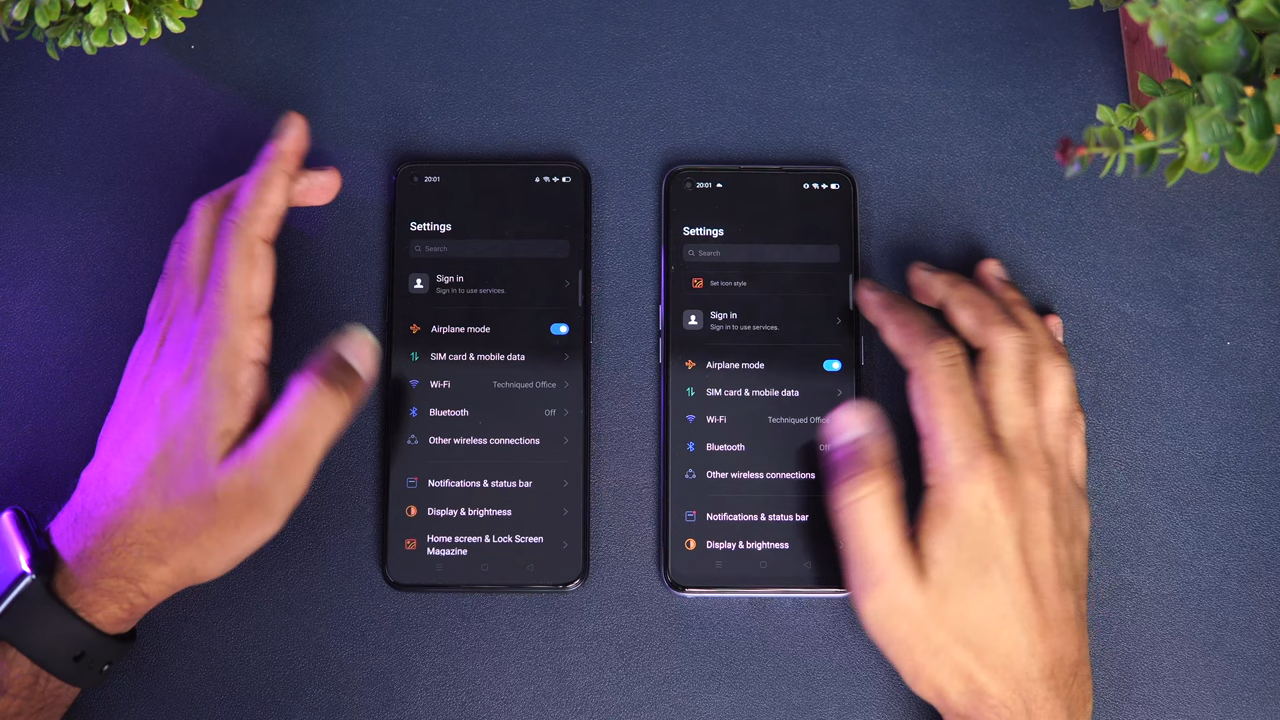 20:01
Settings
Search
Sign in
Sign in to use services.
Airplane mode
SIM card & mobile data
Wi-Fi Techniqued Office
Bluetooth Off
Other wireless connections
Notifications & status bar
Display & brightness
Home screen & Lock Screen
Magazine
20:01
Settings
Search
Set icon style
Sign in
Sign in to use services.
Airplane mode
SIM card & mobile data
Wi-Fi Techniqued Office
Bluetooth Off
Other wireless connections
Notifications & status bar
Display & brightness